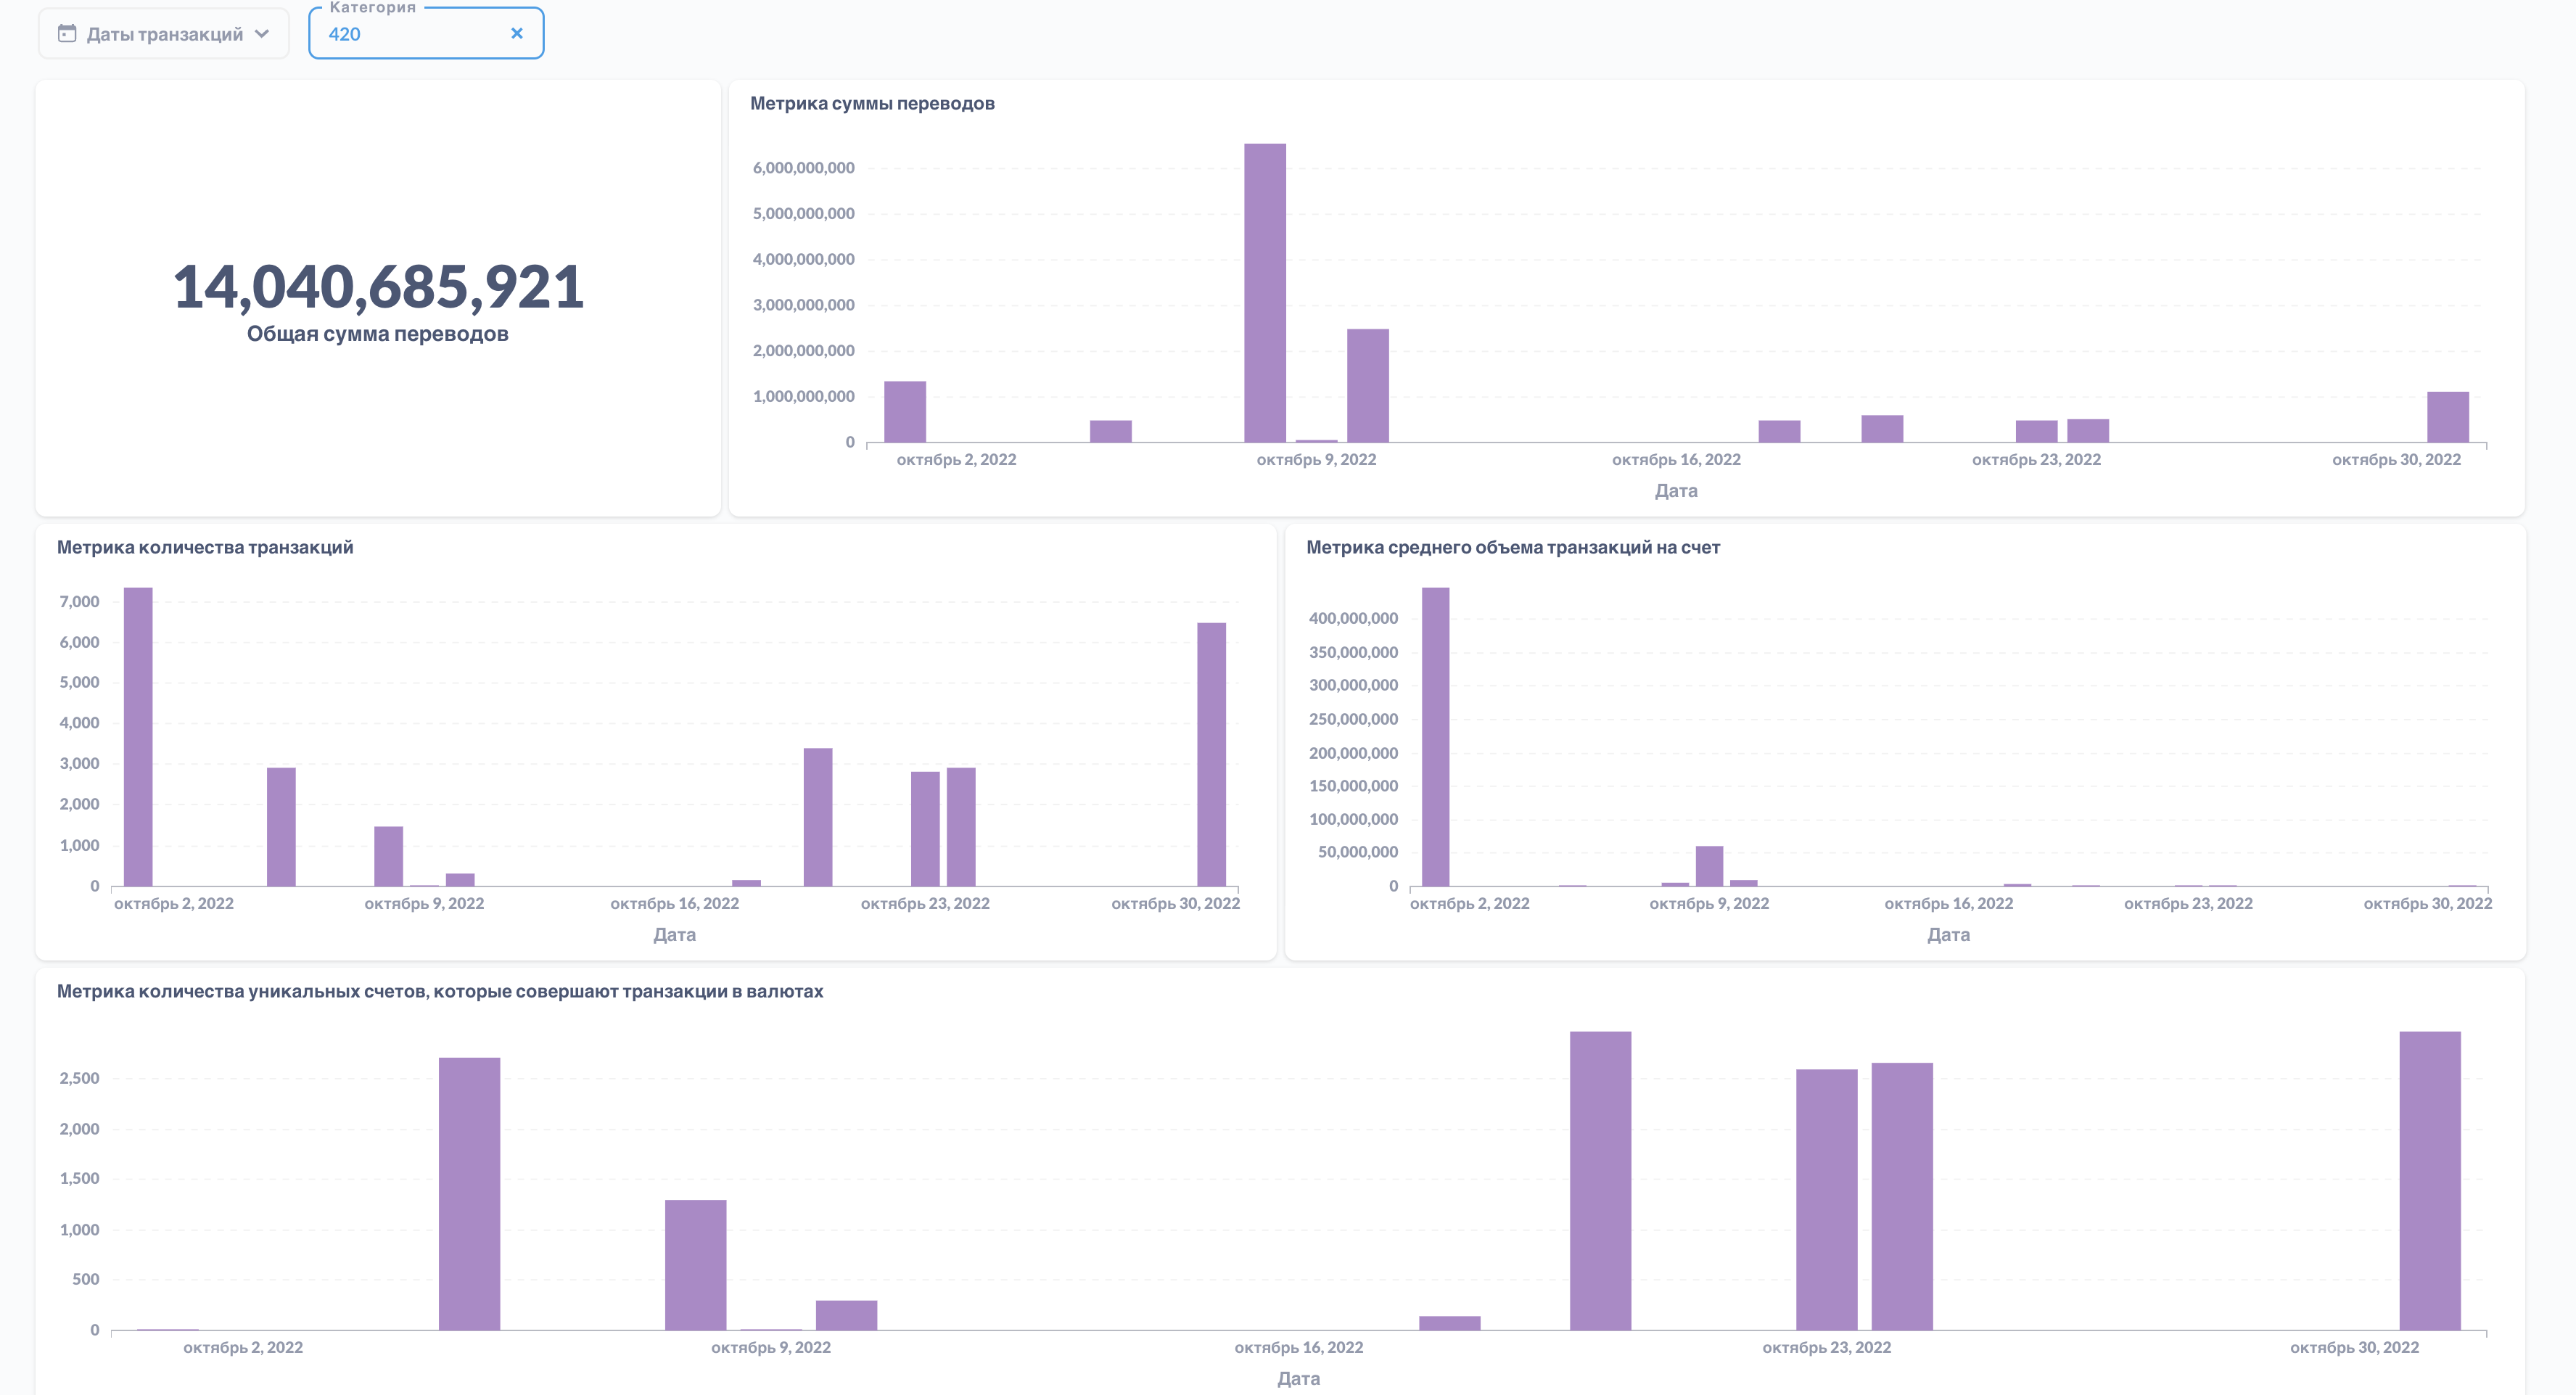 Категория
Даты транзакций
420
14,040,685,921
Общая сумма переводов
Метрика суммы переводов
6,000,000,000
5,000,000,000
4,000,000,000
3,000,000,000
2,000,000,000
1,000,000,000
0
октябрь 2, 2022
октябрь 9, 2022
октябрь 16, 2022
октябрь 23, 2022
октябрь 30, 2022
Дата
Метрика количества транзакций
7,000
6,000
5,000
4,000
3,000
2,000
1,000
0
октябрь 2, 2022
октябрь 9, 2022
октябрь 16, 2022
октябрь 23, 2022
октябрь 30, 2022
Дата
Метрика среднего объема транзакций на счет
400,000,000
350,000,000
300,000,000
250,000,000
200,000,000
150,000,000
100,000,000
50,000,000
0
октябрь 2, 2022
октябрь 9, 2022
октябрь 16, 2022
октябрь 23, 2022
октябрь 30, 2022
Дата
Метрика количества уникальных счетов, которые совершают транзакции в валютах
2,500
2,000
1,500
1,000
500
0
октябрь 2, 2022
октябрь 9, 2022
октябрь 16, 2022
октябрь 23, 2022
октябрь 30, 2022
Дата